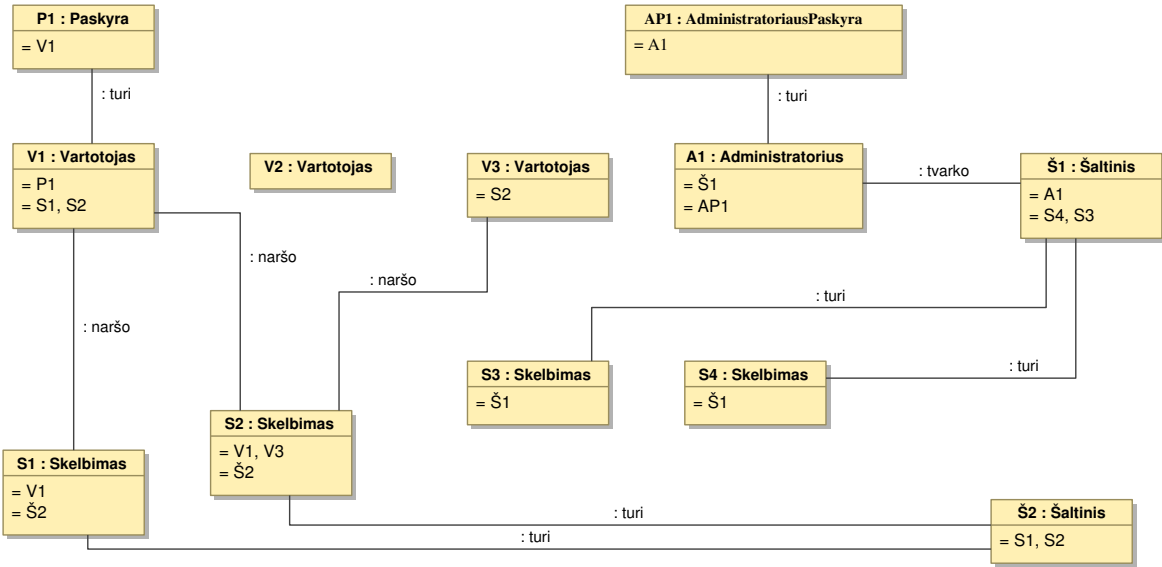 P1 : Paskyra
= V1
AP1 : AdministratoriausPaskyra
= A1
: turi
: turi
V1 : Vartotojas
= P1
= S1, S2
V2 : Vartotojas
V3 : Vartotojas
= S2
A1 : Administratorius
= Š1
= AP1
: tvarko
Š1 : Šaltinis
= A1
= S4, S3
: naršo
: naršo
: turi
: naršo
S3 : Skelbimas
= Š1
S4 : Skelbimas
= Š1
: turi
S2 : Skelbimas
= V1, V3
= Š2
S1 : Skelbimas
= V1
= Š2
: turi
: turi
Š2 : Šaltinis
= S1, S2